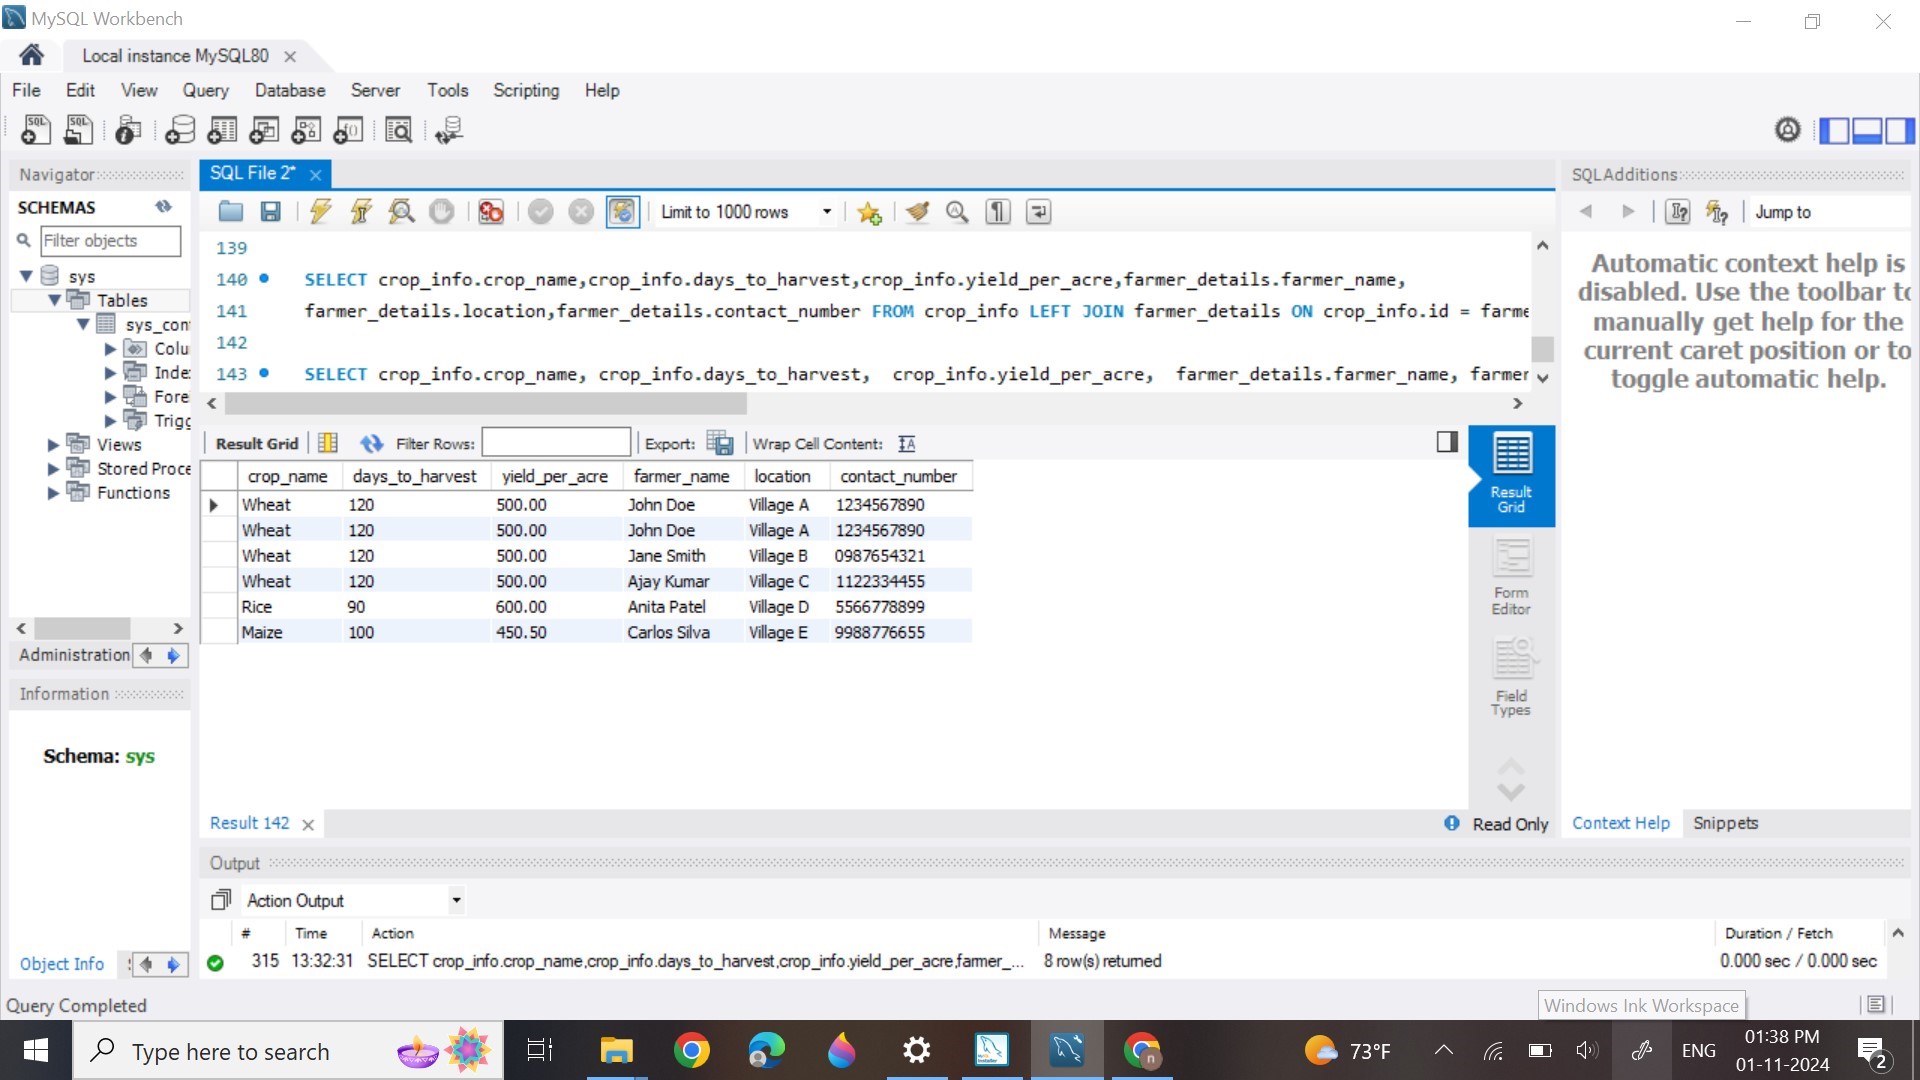 MySQL Workbench
Local instance MySQL80
File Edit View Query Database Server Tools Scripting Help
Navigator
SCHEMAS
Filter objects
sys
Tables
sys_con
Colu
Inde
Fore
Trigg
Views
Stored Proce
Functions
Administration
Information
Schema: sys
Object Info
SQL File 2*
Limit to 1000 rows
139
140 SELECT crop_info.crop_name,crop_info.days_to_harvest,crop_info.yield_per_acre,farmer_details.farmer_name,
141 farmer_details.location,farmer_details.contact_number FROM crop_info LEFT JOIN farmer_details ON crop_info.id = farme
142
143 SELECT crop_info.crop_name, crop_info.days_to_harvest, crop_info.yield_per_acre, farmer_details.farmer_name, farmer
Result Grid Filter Rows: Export: Wrap Cell Content:
crop_name days_to_harvest yield_per_acre farmer_name location contact_number
Wheat 120 500.00 John Doe Village A 1234567890
Wheat 120 500.00 John Doe Village A 1234567890
Wheat 120 500.00 Jane Smith Village B 0987654321
Wheat 120 500.00 Ajay Kumar Village C 1122334455
Rice 90 600.00 Anita Patel Village D 5566778899
Maize 100 450.50 Carlos Silva Village E 9988776655
Result
Grid
Form
Editor
Field
Types
Result 142
Read Only
SQLAdditions
Jump to
Automatic context help is
disabled. Use the toolbar to
manually get help for the
current caret position or to
toggle automatic help.
Context Help Snippets
Output
Action Output
# Time Action Message Duration / Fetch
315 13:32:31 SELECT crop_info.crop_name,crop_info.days_to_harvest,crop_info.yield_per_acre,farmer_... 8 row(s) returned 0.000 sec / 0.000 sec
Query Completed
Windows Ink Workspace
Type here to search
73°F
ENG
01:38 PM
01-11-2024
2